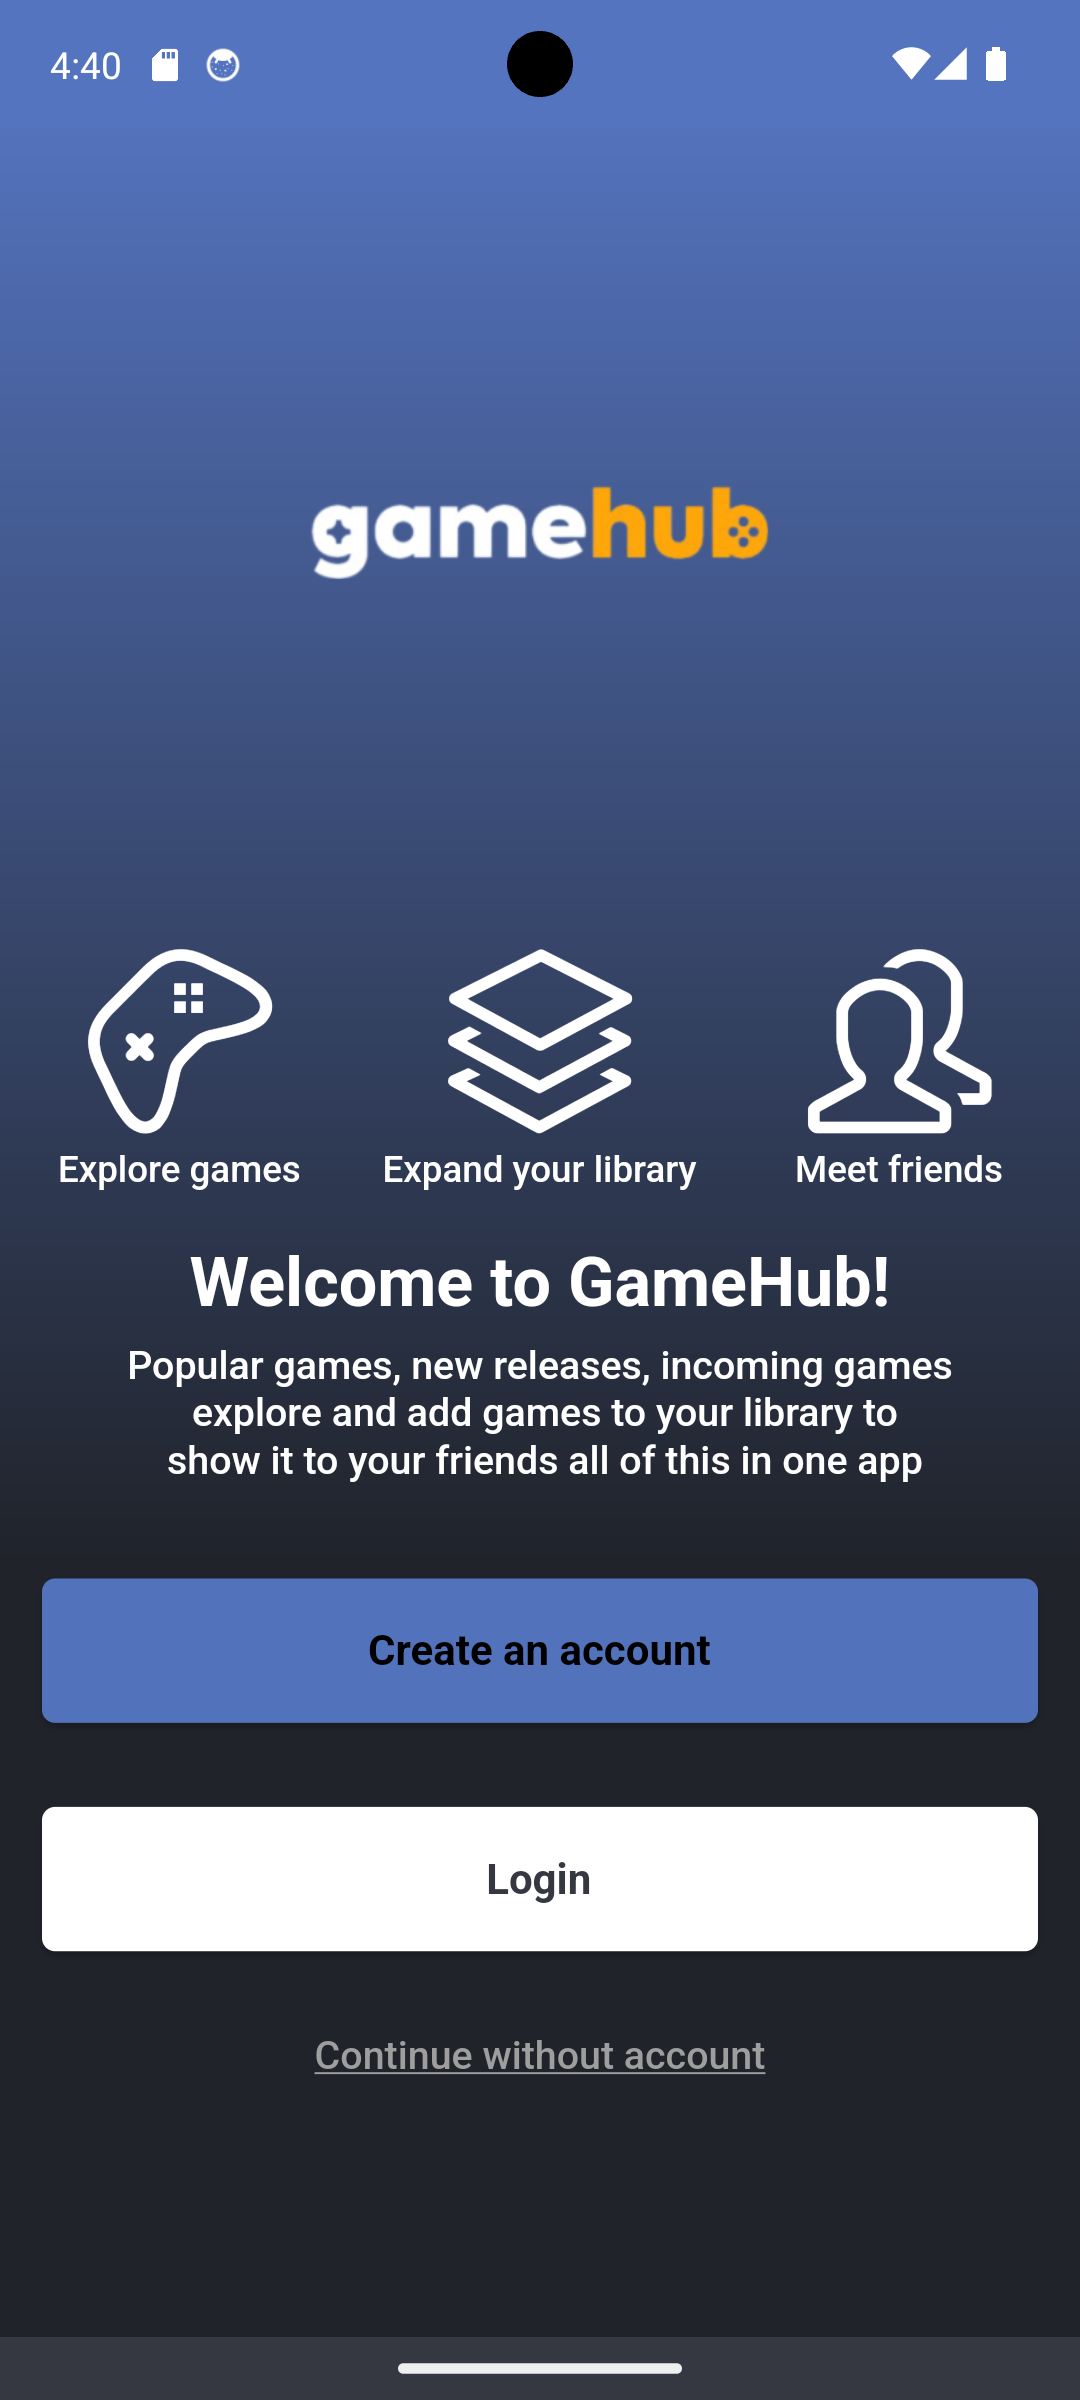 4:40
gamehub
Explore games
Expand your library
Meet friends
Welcome to GameHub!
Popular games, new releases, incoming games
explore and add games to your library to
show it to your friends all of this in one app
Create an account
Login
Continue without account